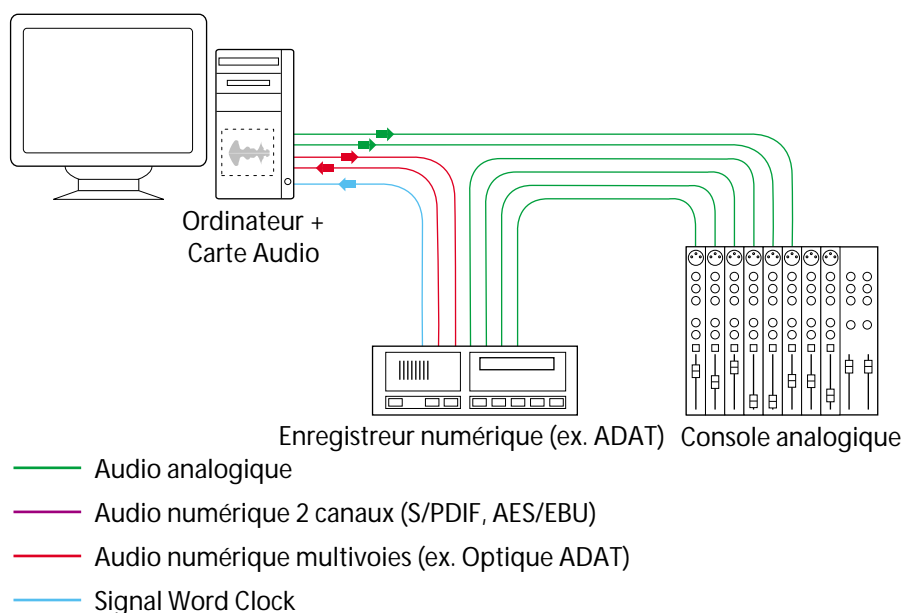 Ordinateur +
Carte Audio
Enregistreur numérique (ex. ADAT)
Console analogique
Audio analogique
Audio numérique 2 canaux (S/PDIF, AES/EBU)
Audio numérique multivoies (ex. Optique ADAT)
Signal Word Clock